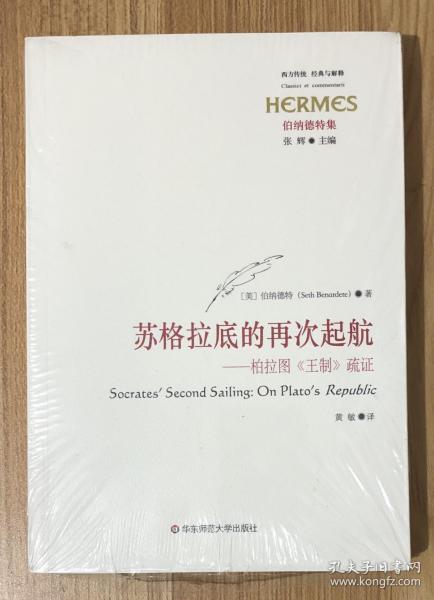 西方传统 经典与解释
Classici et commentarii
HERMES
伯纳德特集
张 辉●主编
［美］伯纳德特（Seth Benardete）●著
苏格拉底的再次起航
——柏拉图《王制》疏证
Socrates' Second Sailing: On Plato's Republic
黄 敏●译
华东师范大学出版社
孔夫子旧书网
www.kongfz.com